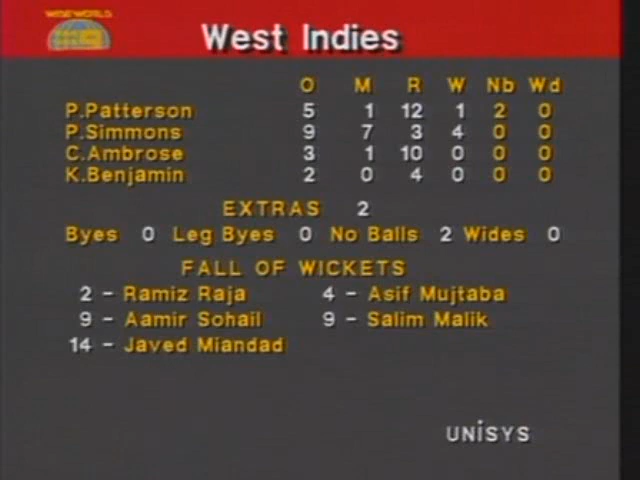 WIDEWORLD
West Indies
O M R W Nb Wd
P.Patterson 5 1 12 1 2 0
P.Simmons 9 7 3 4 0 0
C.Ambrose 3 1 10 0 0 0
K.Benjamin 2 0 4 0 0 0
EXTRAS 2
Byes 0 Leg Byes 0 No Balls 2 Wides 0
FALL OF WICKETS
2 - Ramiz Raja 4 - Asif Mujtaba
9 - Aamir Sohail 9 - Salim Malik
14 - Javed Miandad
UNiSYS